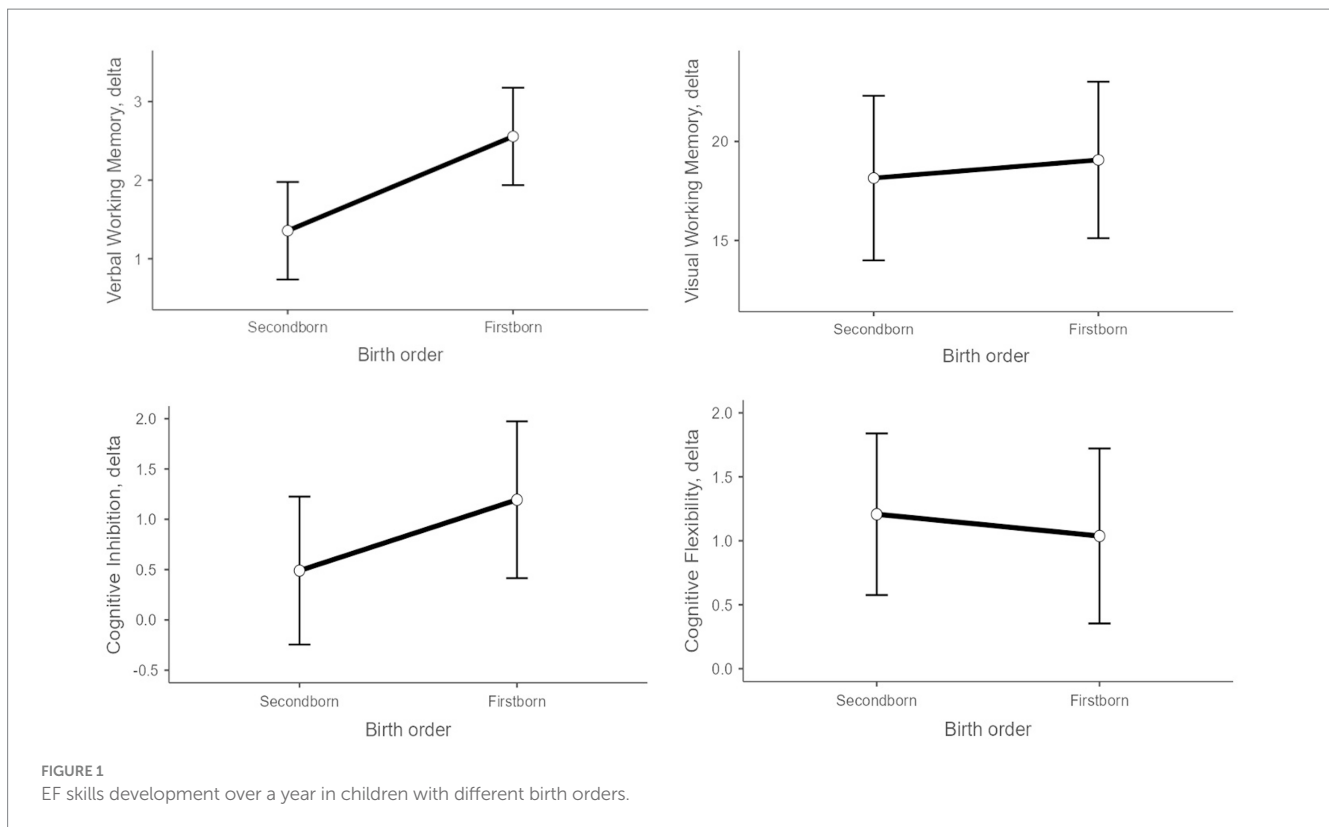 Verbal Working Memory, delta
3
2
1
Secondborn Firstborn
Birth order
Visual Working Memory, delta
20
15
Secondborn Firstborn
Birth order
Cognitive Inhibition, delta
2.0
1.5
1.0
0.5
0.0
-0.5
Secondborn Firstborn
Birth order
Cognitive Flexibility, delta
2.0
1.5
1.0
0.5
0.0
Secondborn Firstborn
Birth order
FIGURE 1
EF skills development over a year in children with different birth orders.